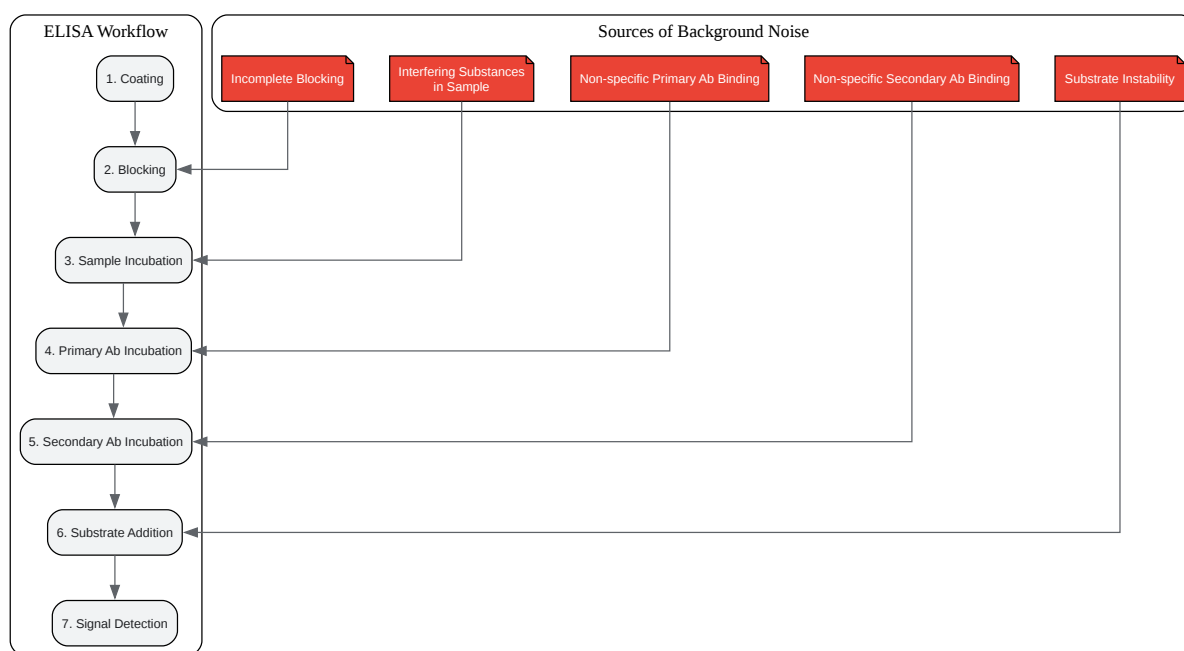 ELISA Workflow
1. Coating
2. Blocking
3. Sample Incubation
4. Primary Ab Incubation
5. Secondary Ab Incubation
6. Substrate Addition
7. Signal Detection
Sources of Background Noise
Incomplete Blocking
Interfering Substances
in Sample
Non-specific Primary Ab Binding
Non-specific Secondary Ab Binding
Substrate Instability